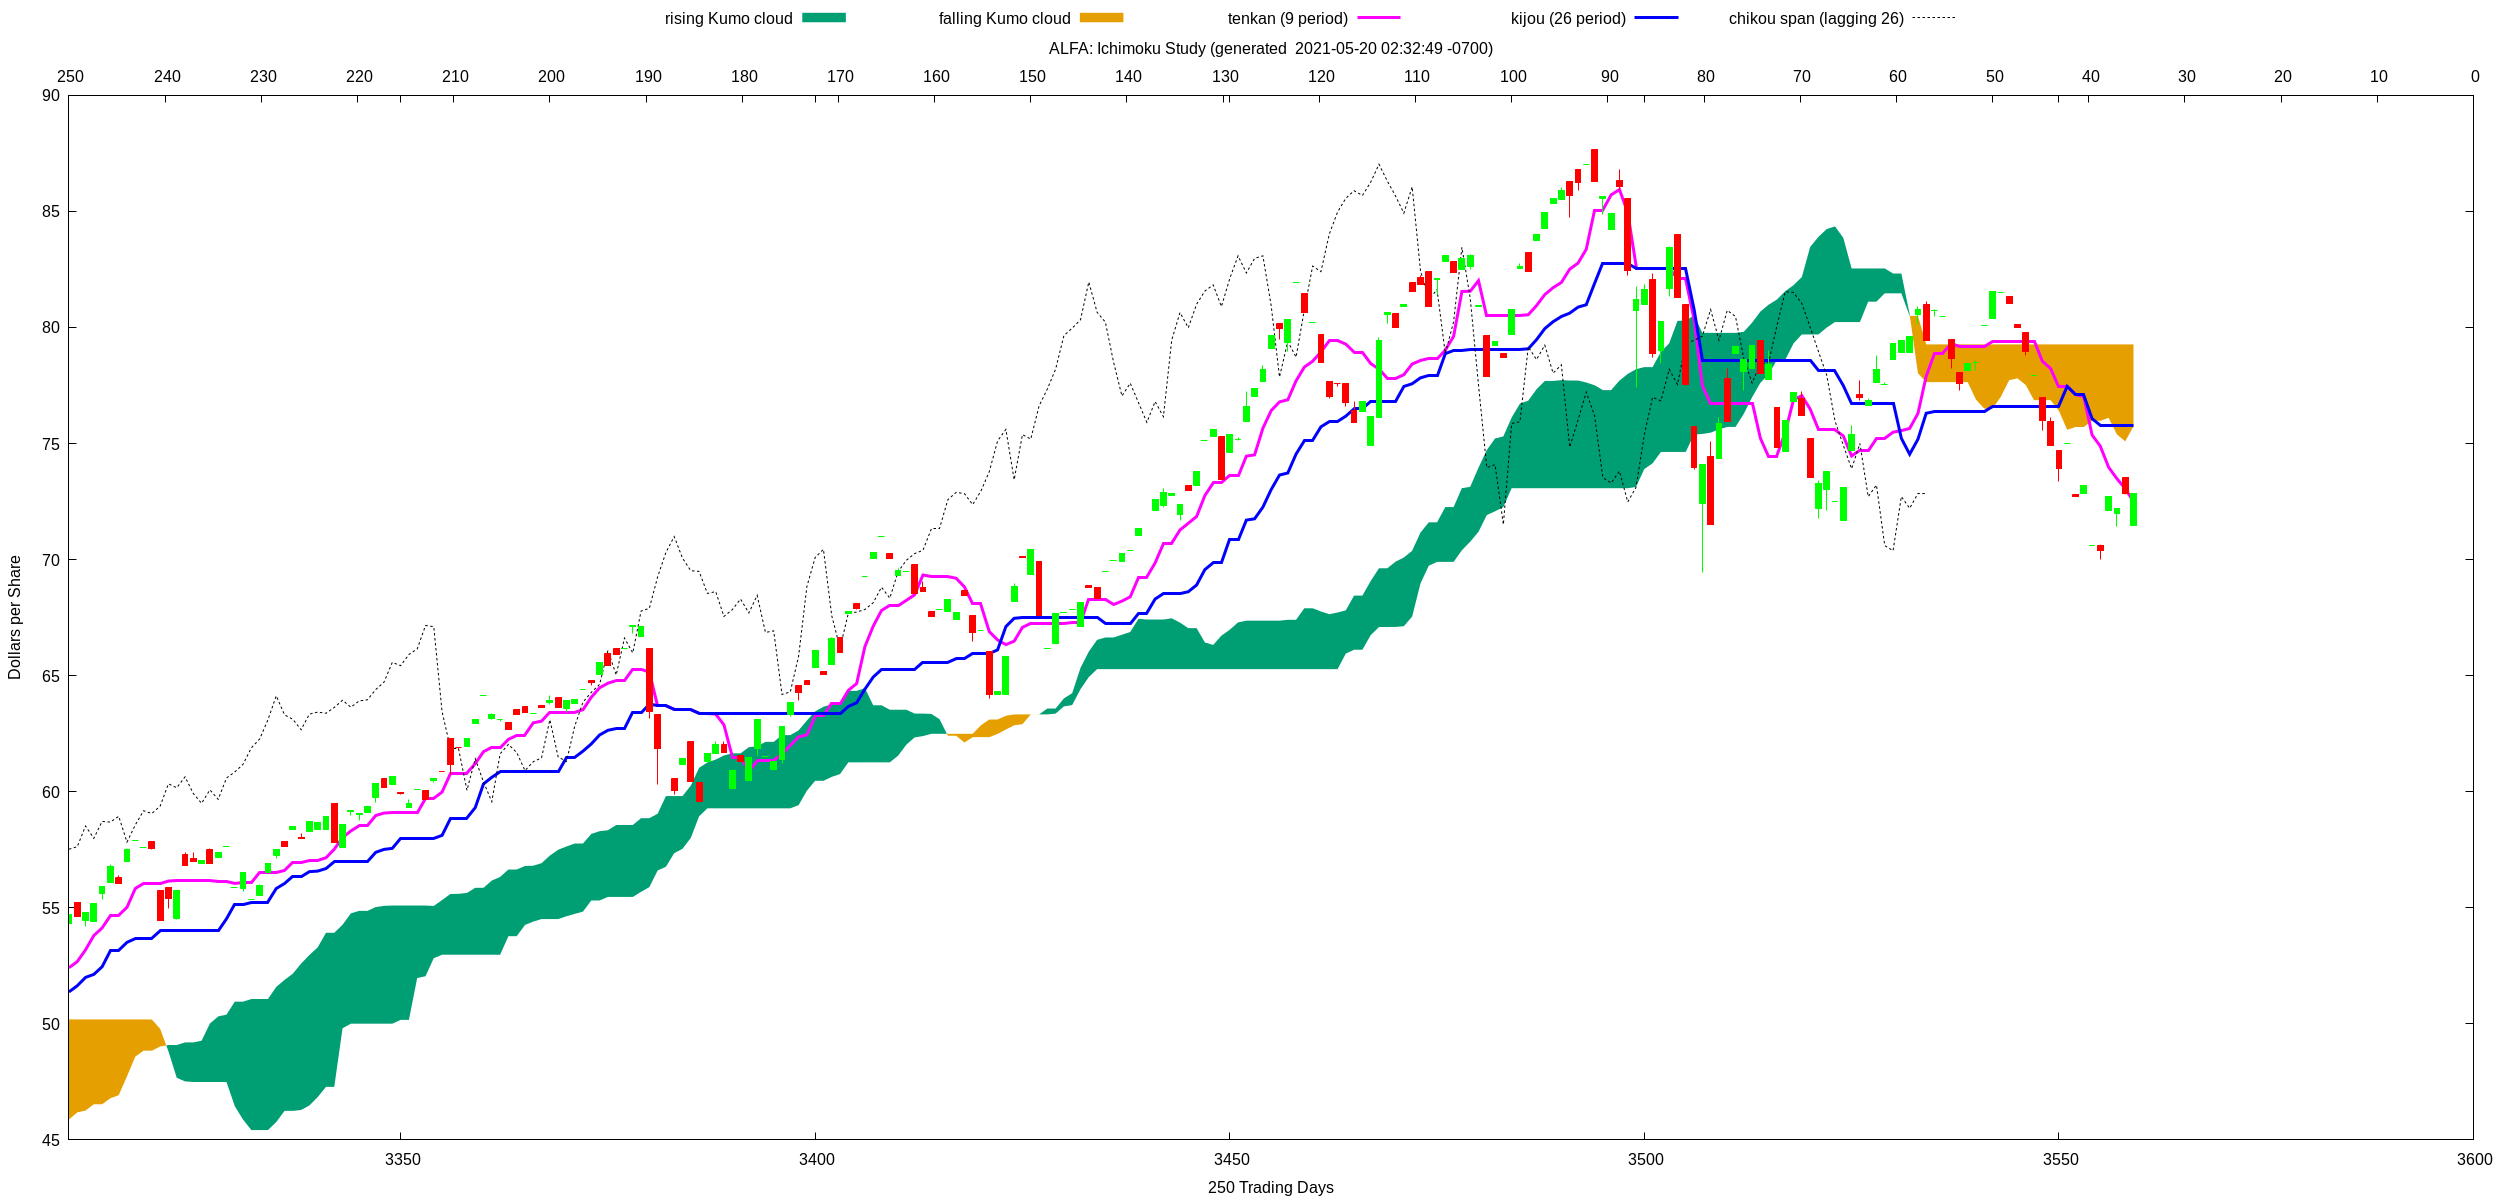 rising Kumo cloud falling Kumo cloud tenkan (9 period) kijou (26 period) chikou span (lagging 26)
ALFA: Ichimoku Study (generated  2021-05-20 02:32:49 -0700)
250 240 230 220 210 200 190 180 170 160 150 140 130 120 110 100 90 80 70 60 50 40 30 20 10 0
90
85
80
75
70
65
60
55
50
45
Dollars per Share
3350 3400 3450 3500 3550 3600
250 Trading Days